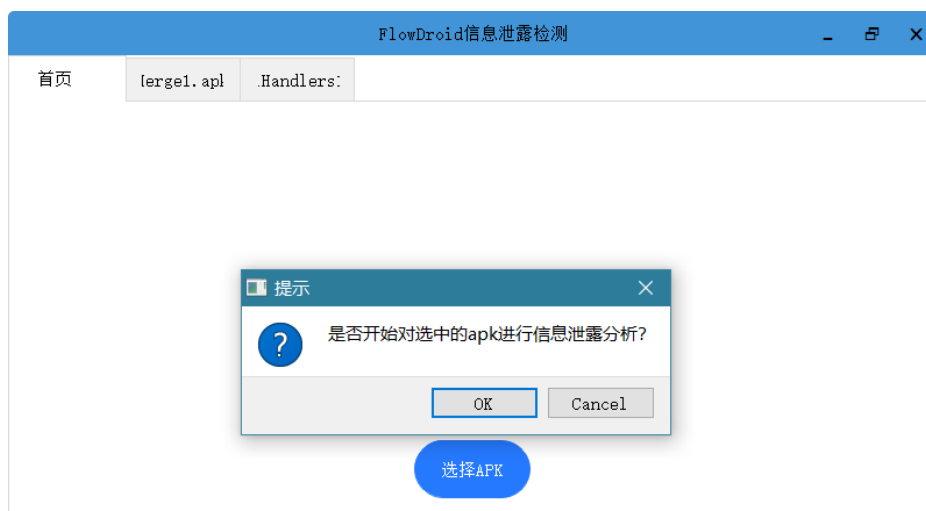 FlowDroid信息泄露检测
首页
erge1.apk
.Handlers
提示
是否开始对选中的apk进行信息泄露分析?
OK
Cancel
选择APK